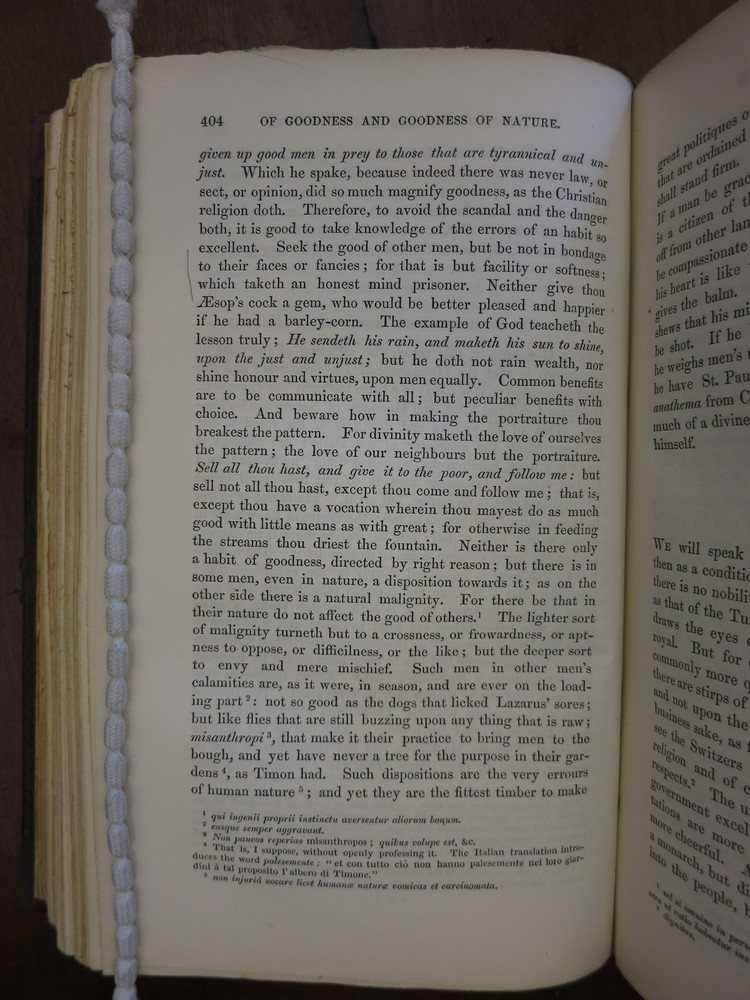 404 OF GOODNESS AND GOODNESS OF NATURE.
given up good men in prey to those that are tyrannical and un-
just. Which he spake, because indeed there was never law, or
sect, or opinion, did so much magnify goodness, as the Christian
religion doth. Therefore, to avoid the scandal and the danger
both, it is good to take knowledge of the errors of an habit so
excellent. Seek the good of other men, but be not in bondage
to their faces or fancies; for that is but facility or softness;
which taketh an honest mind prisoner. Neither give thou
Æsop's cock a gem, who would be better pleased and happier
if he had a barley-corn. The example of God teacheth the
lesson truly; He sendeth his rain, and maketh his sun to shine,
upon the just and unjust; but he doth not rain wealth, nor
shine honour and virtues, upon men equally. Common benefits
are to be communicate with all; but peculiar benefits with
choice. And beware how in making the portraiture thou
breakest the pattern. For divinity maketh the love of ourselves
the pattern; the love of our neighbours but the portraiture.
Sell all thou hast, and give it to the poor, and follow me: but
sell not all thou hast, except thou come and follow me; that is,
except thou have a vocation wherein thou mayest do as much
good with little means as with great; for otherwise in feeding
the streams thou driest the fountain. Neither is there only
a habit of goodness, directed by right reason; but there is in
some men, even in nature, a disposition towards it; as on the
other side there is a natural malignity. For there be that in
their nature do not affect the good of others.¹ The lighter sort
of malignity turneth but to a crossness, or frowardness, or apt-
ness to oppose, or difficilness, or the like; but the deeper sort
to envy and mere mischief. Such men in other men's
calamities are, as it were, in season, and are ever on the load-
ing part²: not so good as the dogs that licked Lazarus' sores;
but like flies that are still buzzing upon any thing that is raw;
misanthropi³, that make it their practice to bring men to the
bough, and yet have never a tree for the purpose in their gar-
dens⁴, as Timon had. Such dispositions are the very errours
of human nature⁵; and yet they are the fittest timber to make
¹ qui ingenii proprii instinctu aversentur aliorum bonum.
² easque semper aggravant.
³ Non paucos reperias misanthropos; quibus volupe est, &c.
⁴ That is, I suppose, without openly professing it. The Italian translation intro-
duces the word palesemente: "et con tutto ciò non hanno palesemente nei loro giar-
dini à tal proposito l'albero di Timone."
⁵ non injuriâ vocare licet humanæ naturæ vomicas et carcinomata.
great politiques
that are ordained
shall stand firm.
If a man be grac
is a citizen of t
off from other lan
be compassionate
his heart is like
gives the balm.
shews that his mi
be shot. If he
he weighs men's
he have St. Pau
anathema from C
much of a divine
himself.
WE will speak
then as a conditio
there is no nobili
as that of the Tu
draws the eyes
royal. But for
commonly more
there are stirps of
and not upon the
business sake, as
see the Switzers
religion and of c
respects.² The u
government excel
tations are more
more cheerful. A
a monarch, but di
into the people, b
dignitis,